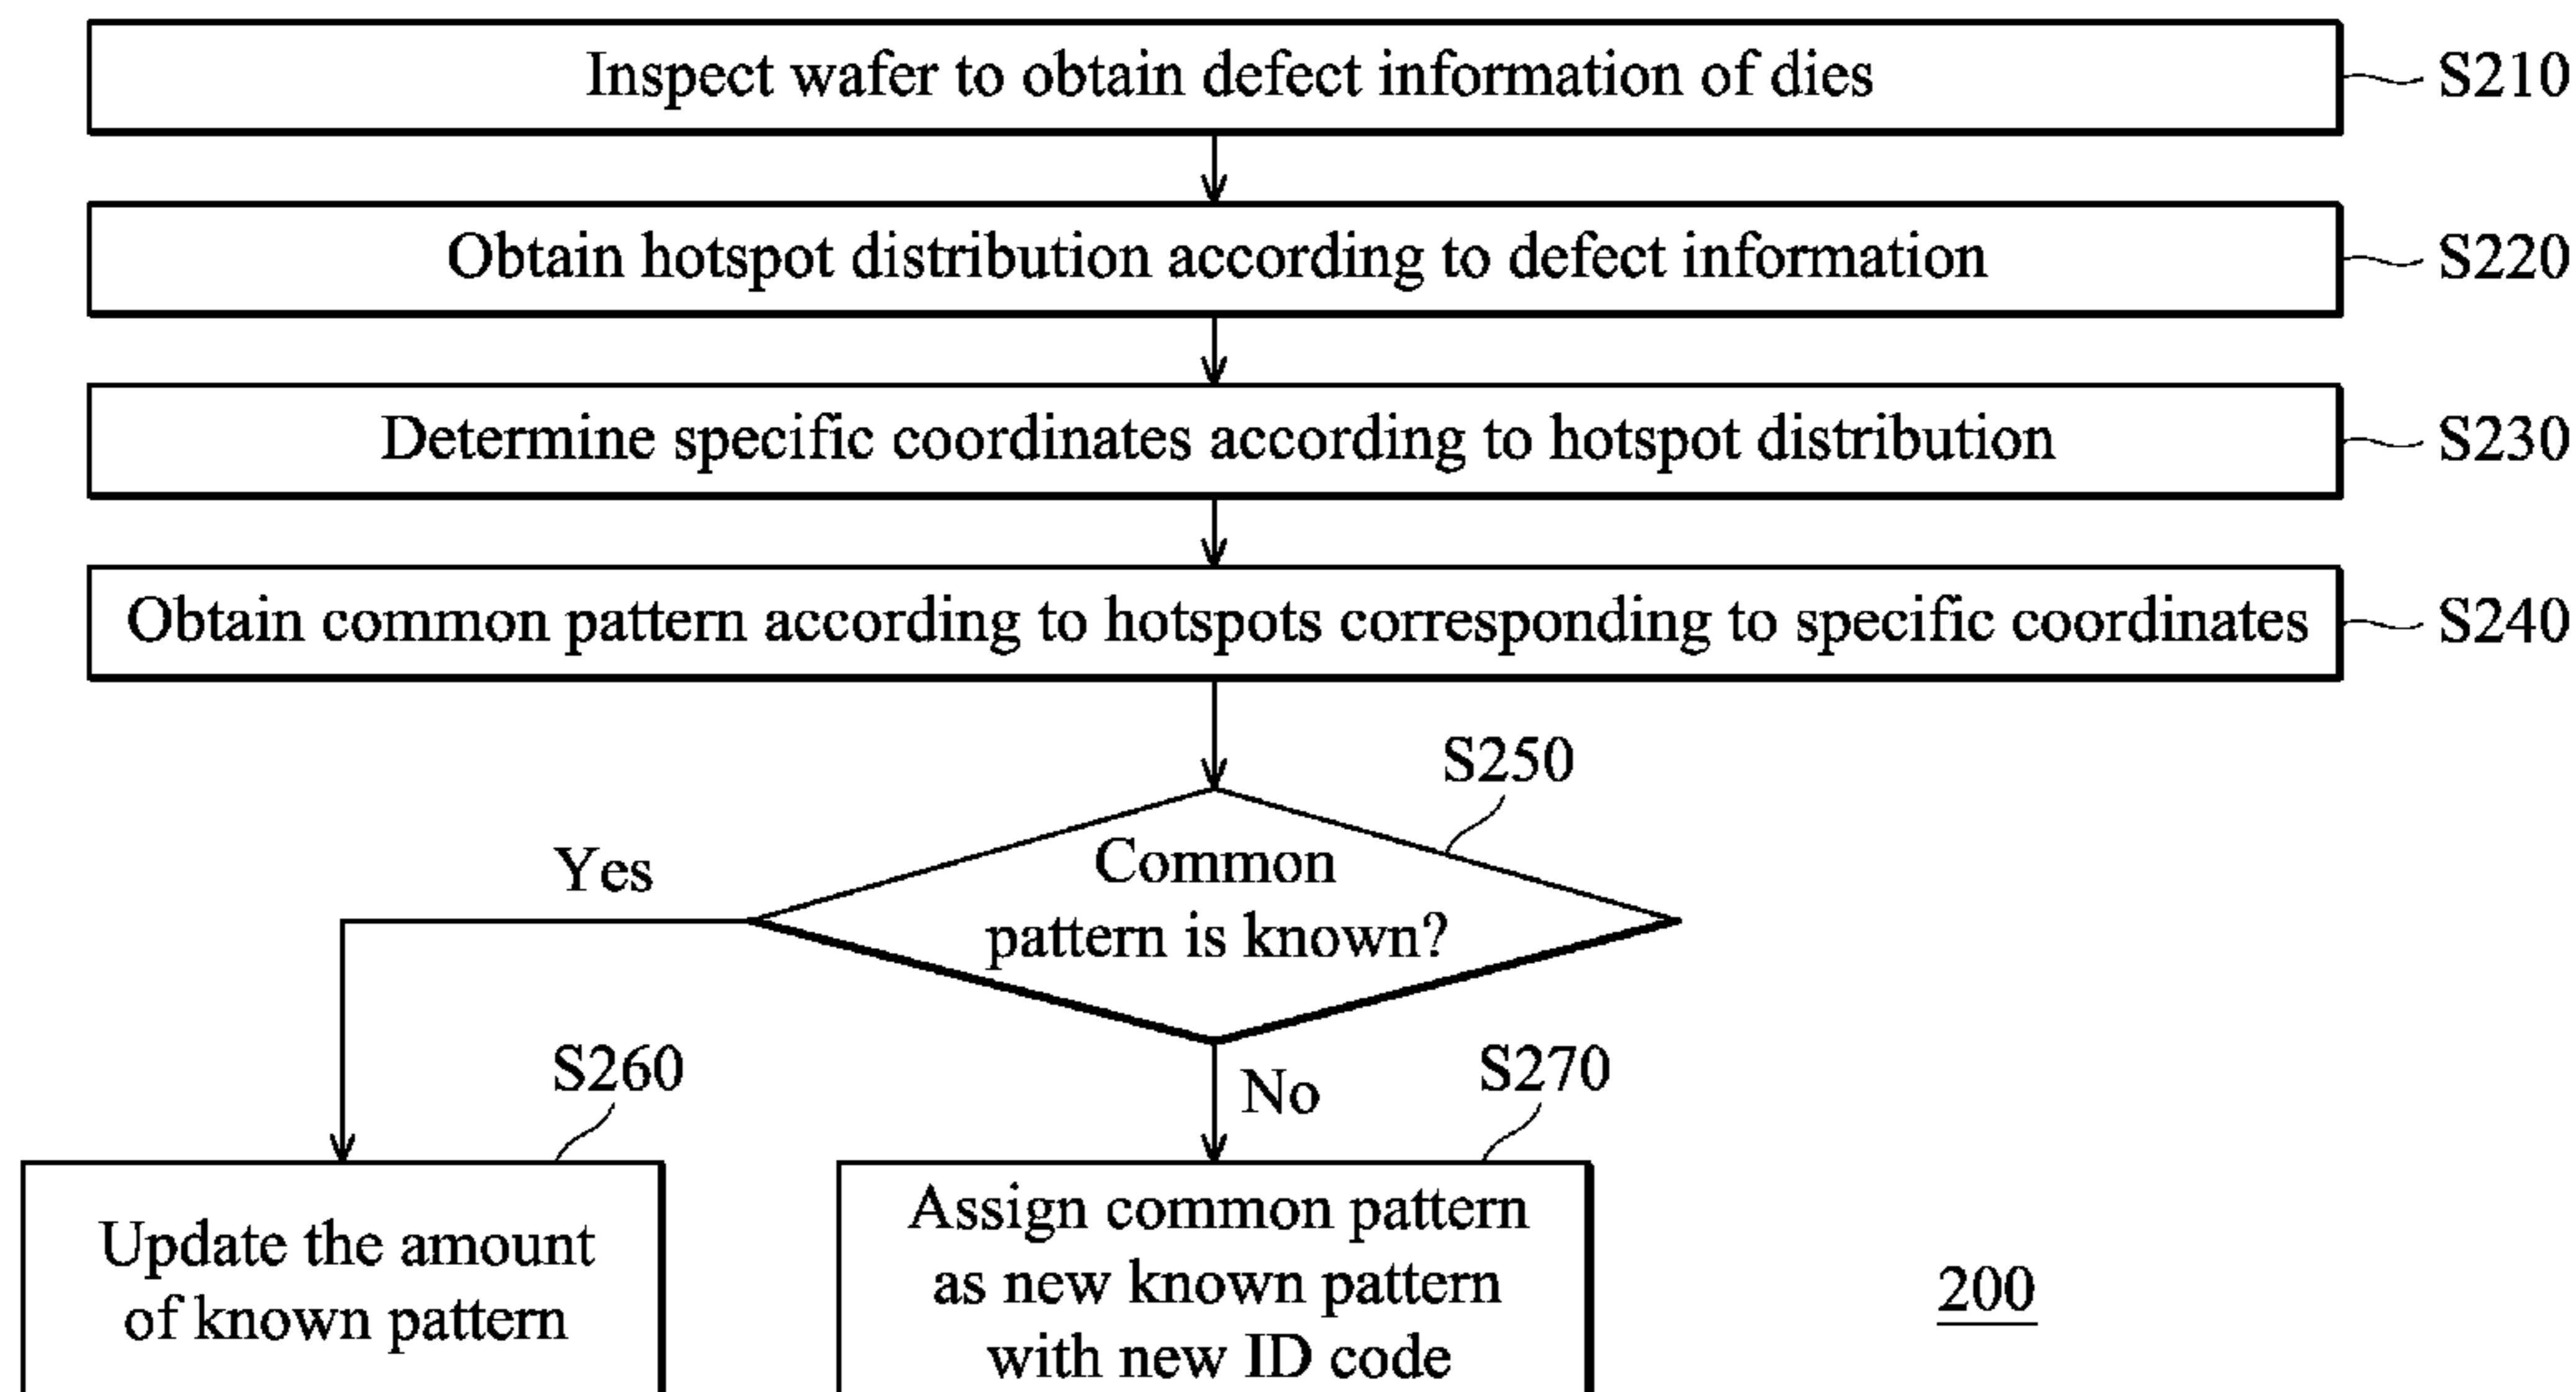 Inspect wafer to obtain defect information of dies
S210
Obtain hotspot distribution according to defect information
S220
Determine specific coordinates according to hotspot distribution
S230
Obtain common pattern according to hotspots corresponding to specific coordinates
S240
S250
Common
pattern is known?
Yes
No
S260
Update the amount
of known pattern
S270
Assign common pattern
as new known pattern
with new ID code
200